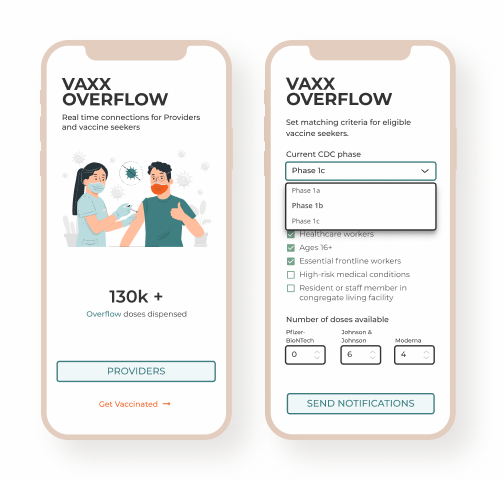 VAXX
OVERFLOW
Real time connections for Providers
and vaccine seekers
130k +
Overflow doses dispensed
PROVIDERS
Get Vaccinated →
VAXX
OVERFLOW
Set matching criteria for eligible
vaccine seekers.
Current CDC phase
Phase 1c
Phase 1a
Phase 1b
Phase 1c
Healthcare workers
Ages 16+
Essential frontline workers
High-risk medical conditions
Resident or staff member in
congregate living facility
Number of doses available
Pfizer-
BioNTech
Johnson &
Johnson
Moderna
0
6
4
SEND NOTIFICATIONS